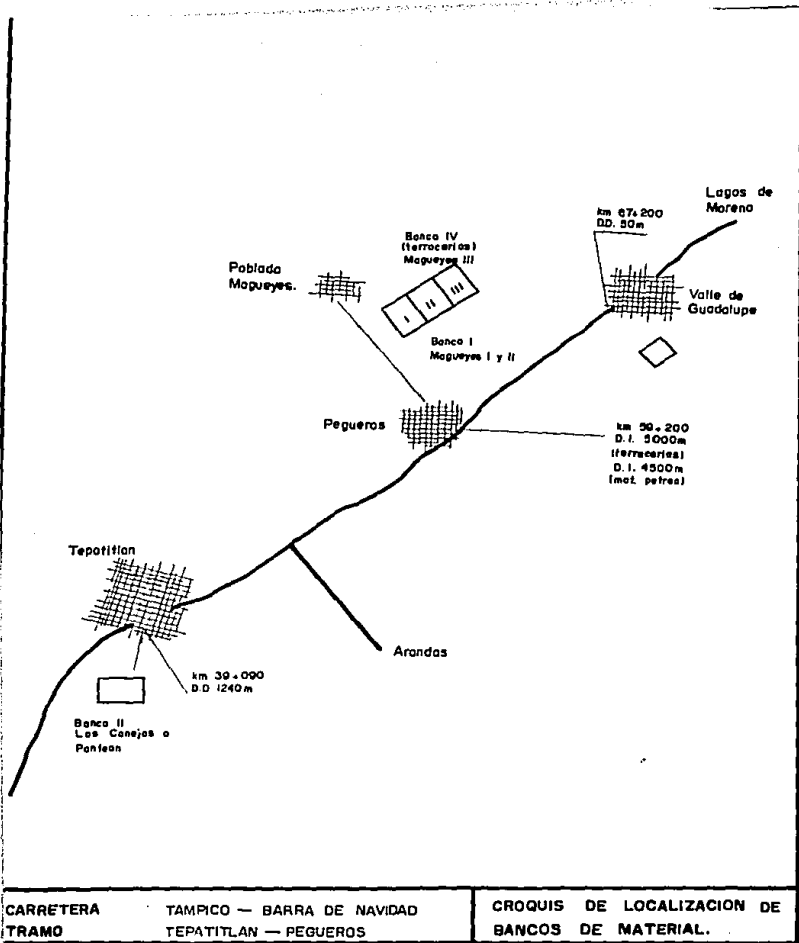 Lagos de
Moreno
km 67+200
D.D. 50m
Banco IV
(terracerias)
Magueyes III
Poblado
Magueyes.
I
II
III
Valle de
Guadalupe
Banco I
Magueyes I y II
Pegueros
km 59+200
D.I. 5000m
(terracerias)
D.I. 4500m
(mat. petreo)
Tepatitlan
Arandas
km 39+090
D.D 1240m
Banco II
Los Conejos o
Panteon
CARRETERA TAMPICO — BARRA DE NAVIDAD
TRAMO TEPATITLAN — PEGUEROS
CROQUIS DE LOCALIZACION DE
BANCOS DE MATERIAL.